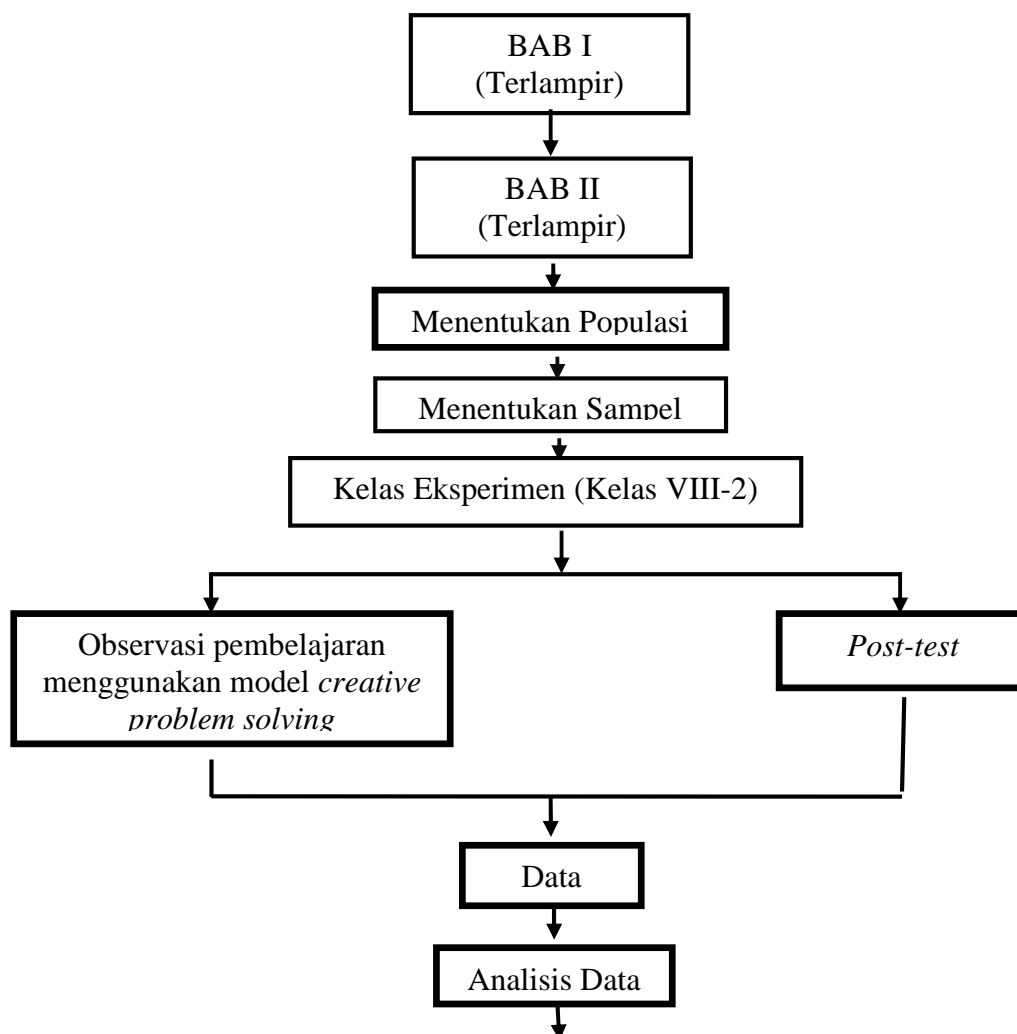 BAB I
(Terlampir)
BAB II
(Terlampir)
Menentukan Populasi
Menentukan Sampel
Kelas Eksperimen (Kelas VIII-2)
Observasi pembelajaran
menggunakan model creative
problem solving
Post-test
Data
Analisis Data